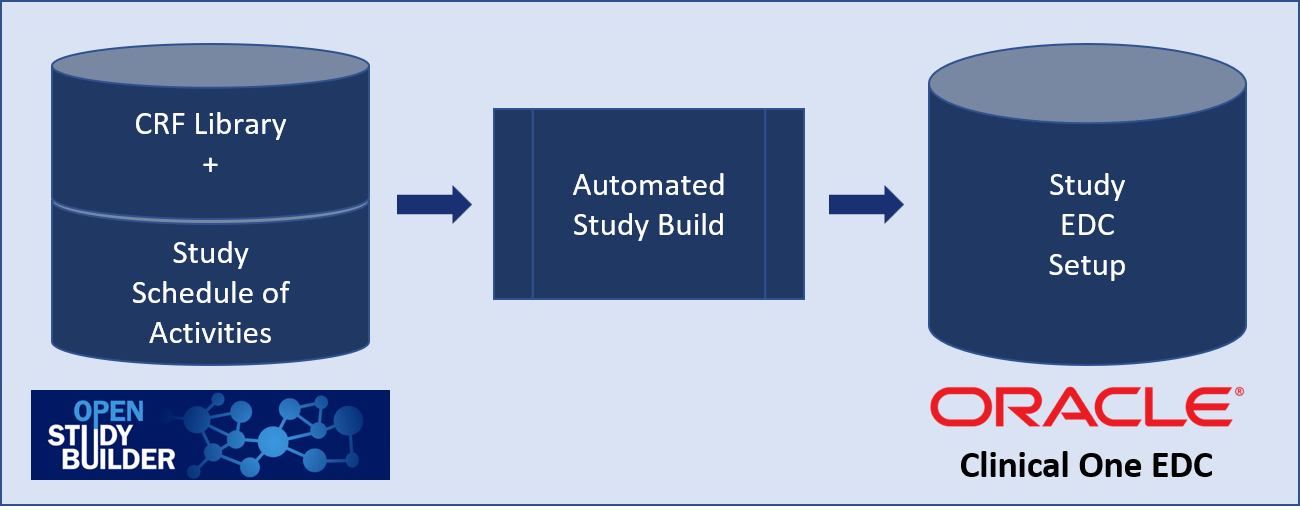 CRF Library
+
Study
Schedule of
Activities
OPEN
STUDY
BUILDER
Automated
Study Build
Study
EDC
Setup
ORACLE®
Clinical One EDC